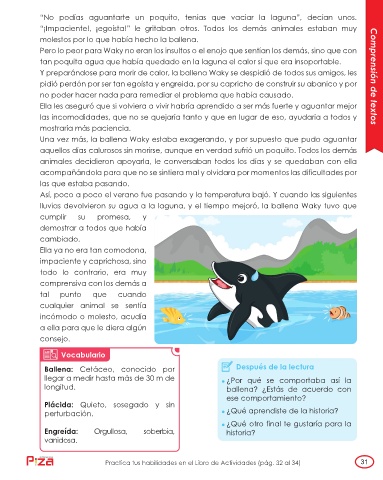 "No podías aguantarte un poquito, tenías que vaciar la laguna", decían unos.
"¡Impaciente!, ¡egoísta!" le gritaban otros. Todos los demás animales estaban muy
molestos por lo que había hecho la ballena.
Pero lo peor para Waky no eran los insultos o el enojo que sentían los demás, sino que con
tan poquita agua que había quedado en la laguna el calor sí que era insoportable.
Y preparándose para morir de calor, la ballena Waky se despidió de todos sus amigos, les
pidió perdón por ser tan egoísta y engreída, por su capricho de construir su abanico y por
no poder hacer nada para remediar el problema que había causado.
Ella les aseguró que si volviera a vivir habría aprendido a ser más fuerte y aguantar mejor
las incomodidades, que no se quejaría tanto y que en lugar de eso, ayudaría a todos y
mostraría más paciencia.
Una vez más, la ballena Waky estaba exagerando, y por supuesto que pudo aguantar
aquellos días calurosos sin morirse, aunque en verdad sufrió un poquito. Todos los demás
animales decidieron apoyarla, le conversaban todos los días y se quedaban con ella
acompañándola para que no se sintiera mal y olvidara por momentos las dificultades por
las que estaba pasando.
Así, poco a poco el verano fue pasando y la temperatura bajó. Y cuando las siguientes
lluvias devolvieron su agua a la laguna, y el tiempo mejoró, la ballena Waky tuvo que
cumplir su promesa, y
demostrar a todos que había
cambiado.
Ella ya no era tan comodona,
impaciente y caprichosa, sino
todo lo contrario, era muy
comprensiva con los demás a
tal punto que cuando
cualquier animal se sentía
incómodo o molesto, acudía
a ella para que le diera algún
consejo.
Comprensión de textos
Vocabulario
Ballena: Cetáceo, conocido por
llegar a medir hasta más de 30 m de
longitud.
Plácida: Quieto, sosegado y sin
perturbación.
Engreída: Orgullosa, soberbia,
vanidosa.
Después de la lectura
• ¿Por qué se comportaba así la
ballena? ¿Estás de acuerdo con
ese comportamiento?
• ¿Qué aprendiste de la historia?
• ¿Qué otro final te gustaría para la
historia?
Practica tus habilidades en el Libro de Actividades (pág. 32 al 34)
31